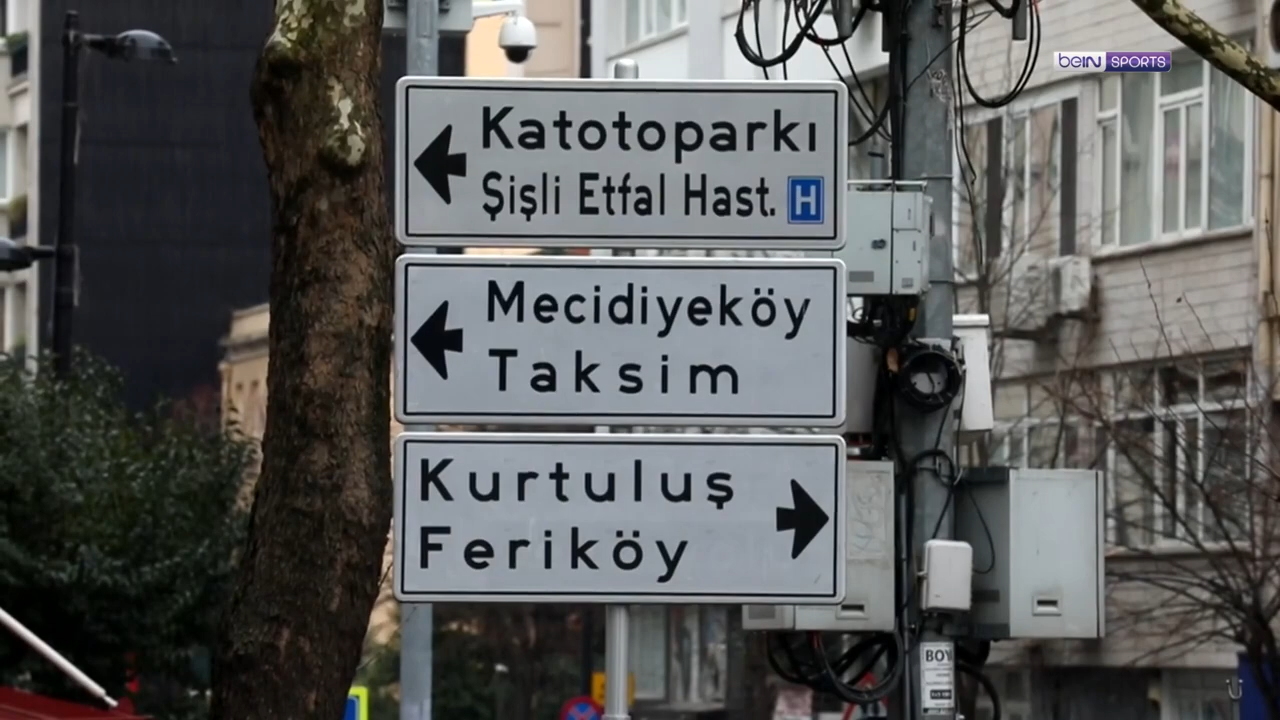 beIN SPORTS
Katotoparkı
Şişli Etfal Hast. H
Mecidiyeköy
Taksim
Kurtuluş
Feriköy
BOY